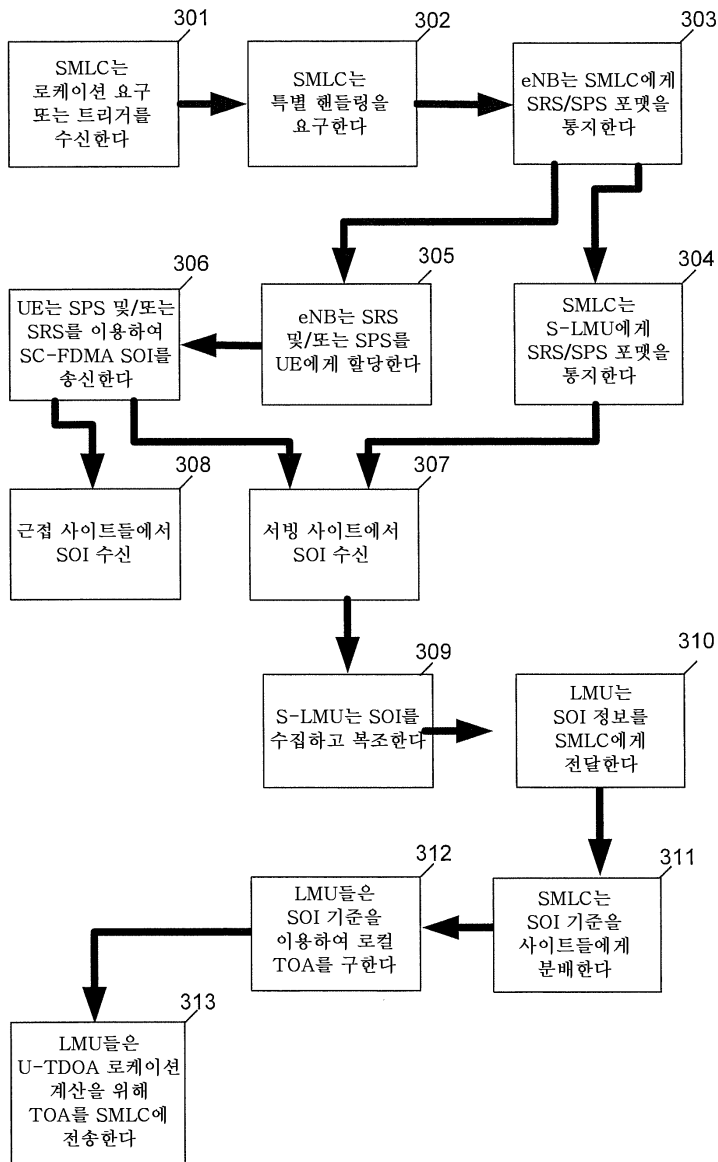 301
SMLC는
로케이션 요구
또는 트리거를
수신한다
302
SMLC는
특별 핸들링을
요구한다
303
eNB는 SMLC에게
SRS/SPS 포맷을
통지한다
304
SMLC는
S-LMU에게
SRS/SPS 포맷을
통지한다
305
eNB는 SRS
및/또는 SPS를
UE에게 할당한다
306
UE는 SPS 및/또는
SRS를 이용하여
SC-FDMA SOI를
송신한다
308
근접 사이트들에서
SOI 수신
307
서빙 사이트에서
SOI 수신
309
S-LMU는 SOI를
수집하고 복조한다
310
LMU는
SOI 정보를
SMLC에게
전달한다
311
SMLC는
SOI 기준을
사이트들에게
분배한다
312
LMU들은
SOI 기준을
이용하여 로컬
TOA를 구한다
313
LMU들은
U-TDOA 로케이션
계산을 위해
TOA를 SMLC에
전송한다